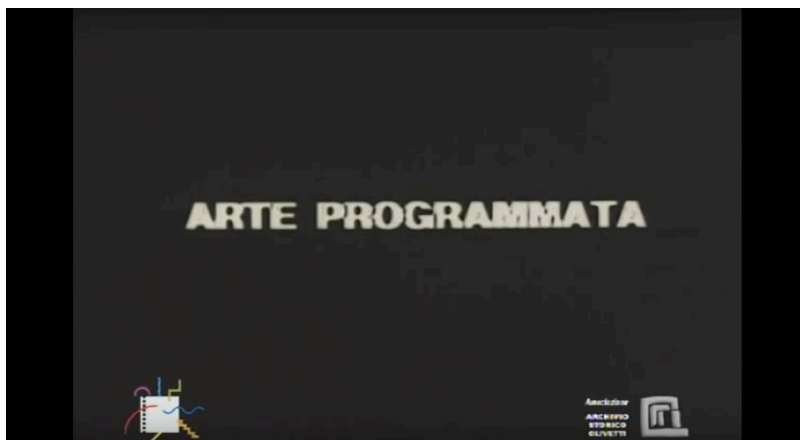 ARTE PROGRAMMATA
Associazione
ARCHIVIO
STORICO
OLIVETTI